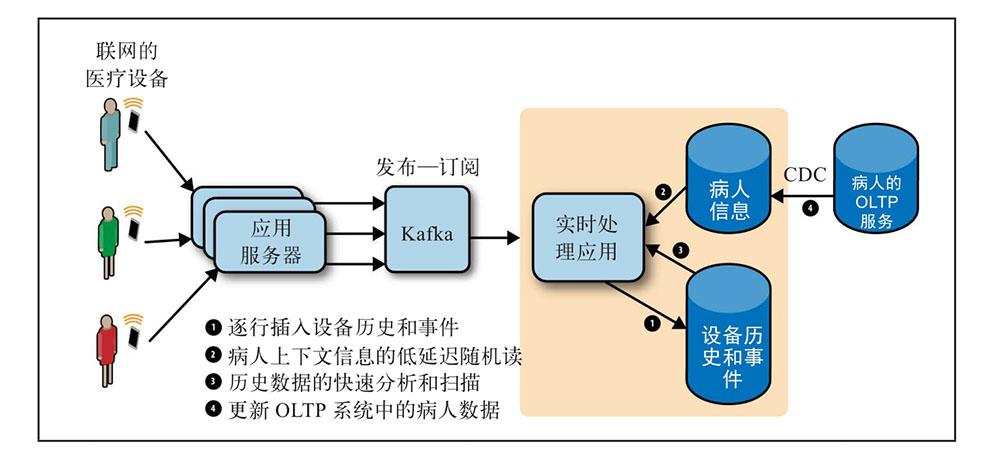 联网的
医疗设备
发布—订阅
应用
服务器
Kafka
实时处
理应用
病人
信息
CDC
病人的
OLTP
服务
设备历
史和事
件
❷
❹
❸
❶
❶ 逐行插入设备历史和事件
❷ 病人上下文信息的低延迟随机读
❸ 历史数据的快速分析和扫描
❹ 更新 OLTP 系统中的病人数据